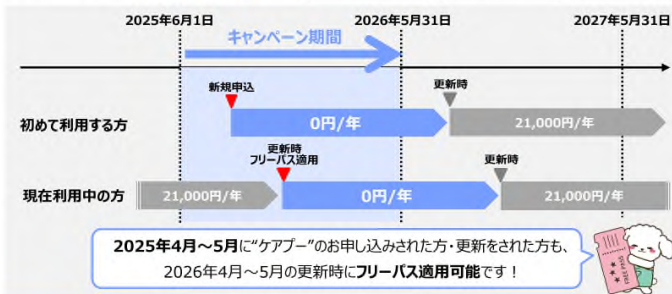 2025年6月1日 2026年5月31日 2027年5月31日
キャンペーン期間
新規申込 更新時
初めて利用する方 0円/年 21,000円/年
更新時
フリーパス適用 更新時
現在利用中の方 21,000円/年 0円/年 21,000円/年
2025年4月～5月に“ケアプー”のお申し込みされた方・更新をされた方も、
2026年4月～5月の更新時にフリーパス適用可能です！
FREE PASS